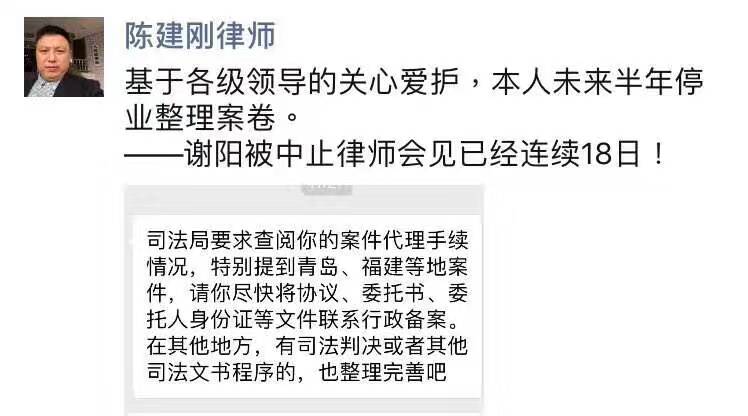 陈建刚律师
基于各级领导的关心爱护，本人未来半年停
业整理案卷。
——谢阳被中止律师会见已经连续18日！
司法局要求查阅你的案件代理手续
情况，特别提到青岛、福建等地案
件，请你尽快将协议、委托书、委
托人身份证等文件联系行政备案。
在其他地方，有司法判决或者其他
司法文书程序的，也整理完善吧